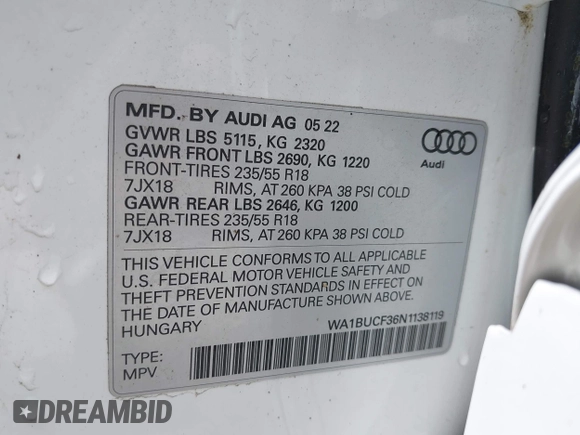 MFD. BY AUDI AG 05 22
GVWR LBS 5115, KG 2320
GAWR FRONT LBS 2690, KG 1220
FRONT-TIRES 235/55 R18
7JX18 RIMS, AT 260 KPA 38 PSI COLD
GAWR REAR LBS 2646, KG 1200
REAR-TIRES 235/55 R18
7JX18 RIMS, AT 260 KPA 38 PSI COLD
THIS VEHICLE CONFORMS TO ALL APPLICABLE
U.S. FEDERAL MOTOR VEHICLE SAFETY AND
THEFT PREVENTION STANDARDS IN EFFECT ON
THE DATE OF MANUFACTURE SHOWN ABOVE.
HUNGARY
WA1BUCF36N1138119
TYPE:
MPV
Audi
DREAMBID